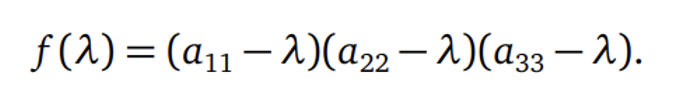 f(λ) = (a₁₁ − λ)(a₂₂ − λ)(a₃₃ − λ).